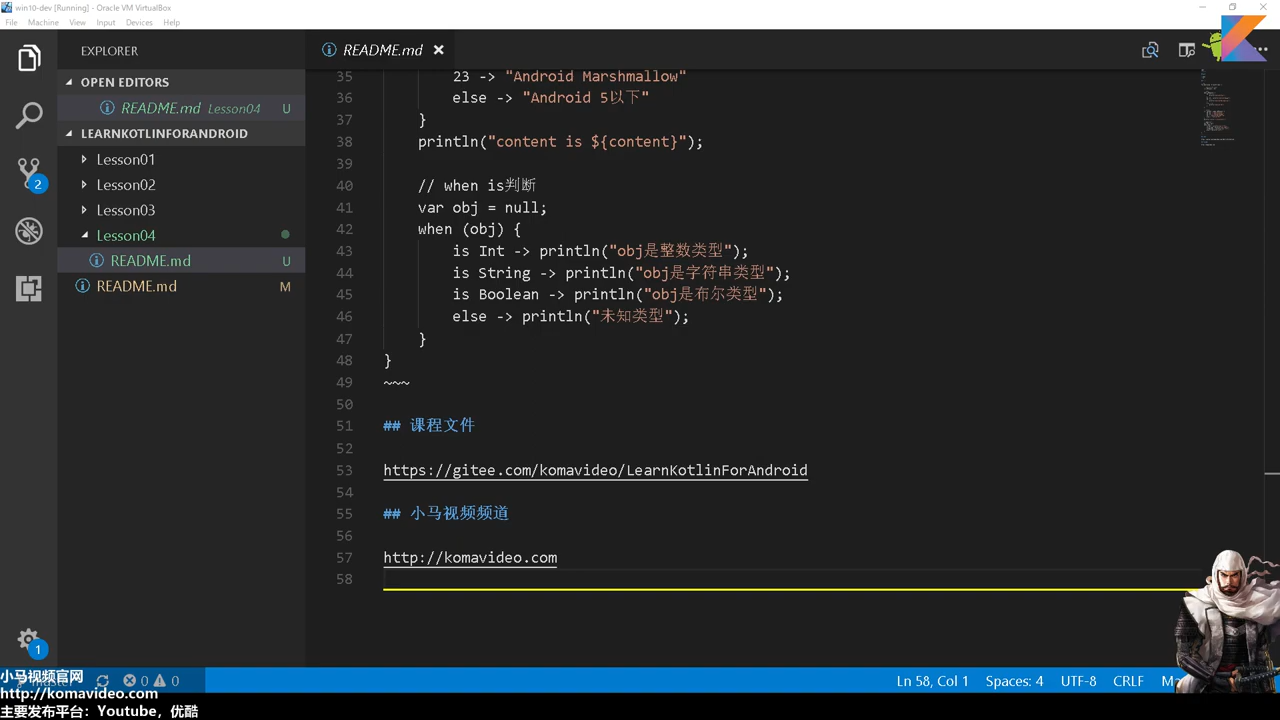 win10-dev [Running] - Oracle VM VirtualBox
File Machine View Input Devices Help
EXPLORER
README.md
OPEN EDITORS
README.md Lesson04 U
LEARNKOTLINFORANDROID
Lesson01
Lesson02
Lesson03
Lesson04
README.md U
README.md M
2
1
35 23 -> "Android Marshmallow"
36 else -> "Android 5以下"
37 }
38 println("content is ${content}");
39
40 // when is判断
41 var obj = null;
42 when (obj) {
43 is Int -> println("obj是整数类型");
44 is String -> println("obj是字符串类型");
45 is Boolean -> println("obj是布尔类型");
46 else -> println("未知类型");
47 }
48 }
49 ~~~
50
51 ## 课程文件
52
53 https://gitee.com/komavideo/LearnKotlinForAndroid
54
55 ## 小马视频频道
56
57 http://komavideo.com
58
小马视频官网
http://komavideo.com
主要发布平台：Youtube，优酷
0 0
Ln 58, Col 1 Spaces: 4 UTF-8 CRLF